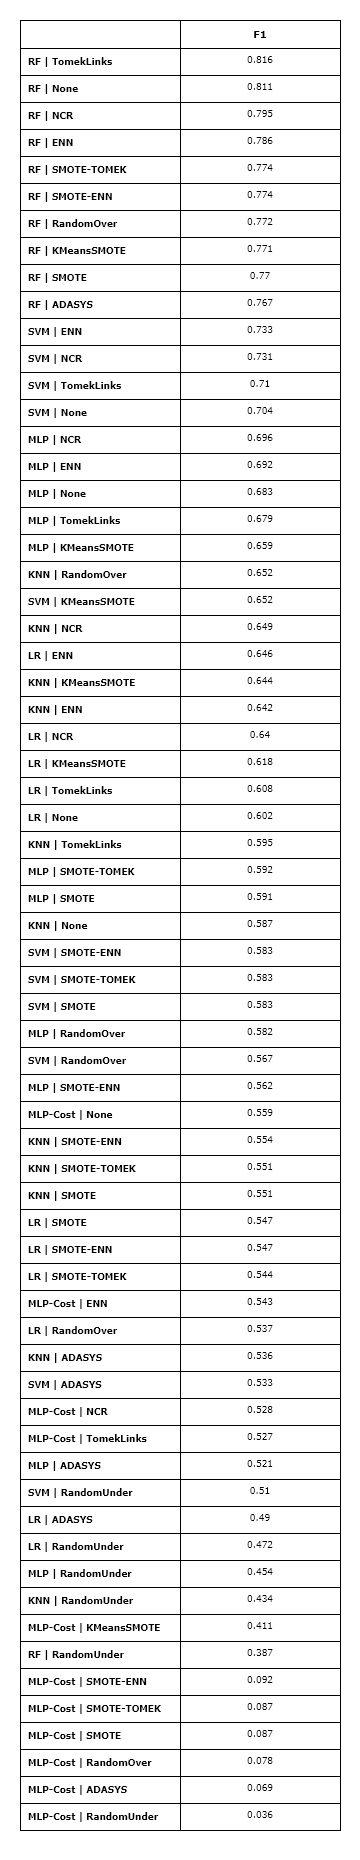 F1
RF | TomekLinks 0.816
RF | None 0.811
RF | NCR 0.795
RF | ENN 0.786
RF | SMOTE-TOMEK 0.774
RF | SMOTE-ENN 0.774
RF | RandomOver 0.772
RF | KMeansSMOTE 0.771
RF | SMOTE 0.77
RF | ADASYS 0.767
SVM | ENN 0.733
SVM | NCR 0.731
SVM | TomekLinks 0.71
SVM | None 0.704
MLP | NCR 0.696
MLP | ENN 0.692
MLP | None 0.683
MLP | TomekLinks 0.679
MLP | KMeansSMOTE 0.659
KNN | RandomOver 0.652
SVM | KMeansSMOTE 0.652
KNN | NCR 0.649
LR | ENN 0.646
KNN | KMeansSMOTE 0.644
KNN | ENN 0.642
LR | NCR 0.64
LR | KMeansSMOTE 0.618
LR | TomekLinks 0.608
LR | None 0.602
KNN | TomekLinks 0.595
MLP | SMOTE-TOMEK 0.592
MLP | SMOTE 0.591
KNN | None 0.587
SVM | SMOTE-ENN 0.583
SVM | SMOTE-TOMEK 0.583
SVM | SMOTE 0.583
MLP | RandomOver 0.582
SVM | RandomOver 0.567
MLP | SMOTE-ENN 0.562
MLP-Cost | None 0.559
KNN | SMOTE-ENN 0.554
KNN | SMOTE-TOMEK 0.551
KNN | SMOTE 0.551
LR | SMOTE 0.547
LR | SMOTE-ENN 0.547
LR | SMOTE-TOMEK 0.544
MLP-Cost | ENN 0.543
LR | RandomOver 0.537
KNN | ADASYS 0.536
SVM | ADASYS 0.533
MLP-Cost | NCR 0.528
MLP-Cost | TomekLinks 0.527
MLP | ADASYS 0.521
SVM | RandomUnder 0.51
LR | ADASYS 0.49
LR | RandomUnder 0.472
MLP | RandomUnder 0.454
KNN | RandomUnder 0.434
MLP-Cost | KMeansSMOTE 0.411
RF | RandomUnder 0.387
MLP-Cost | SMOTE-ENN 0.092
MLP-Cost | SMOTE-TOMEK 0.087
MLP-Cost | SMOTE 0.087
MLP-Cost | RandomOver 0.078
MLP-Cost | ADASYS 0.069
MLP-Cost | RandomUnder 0.036